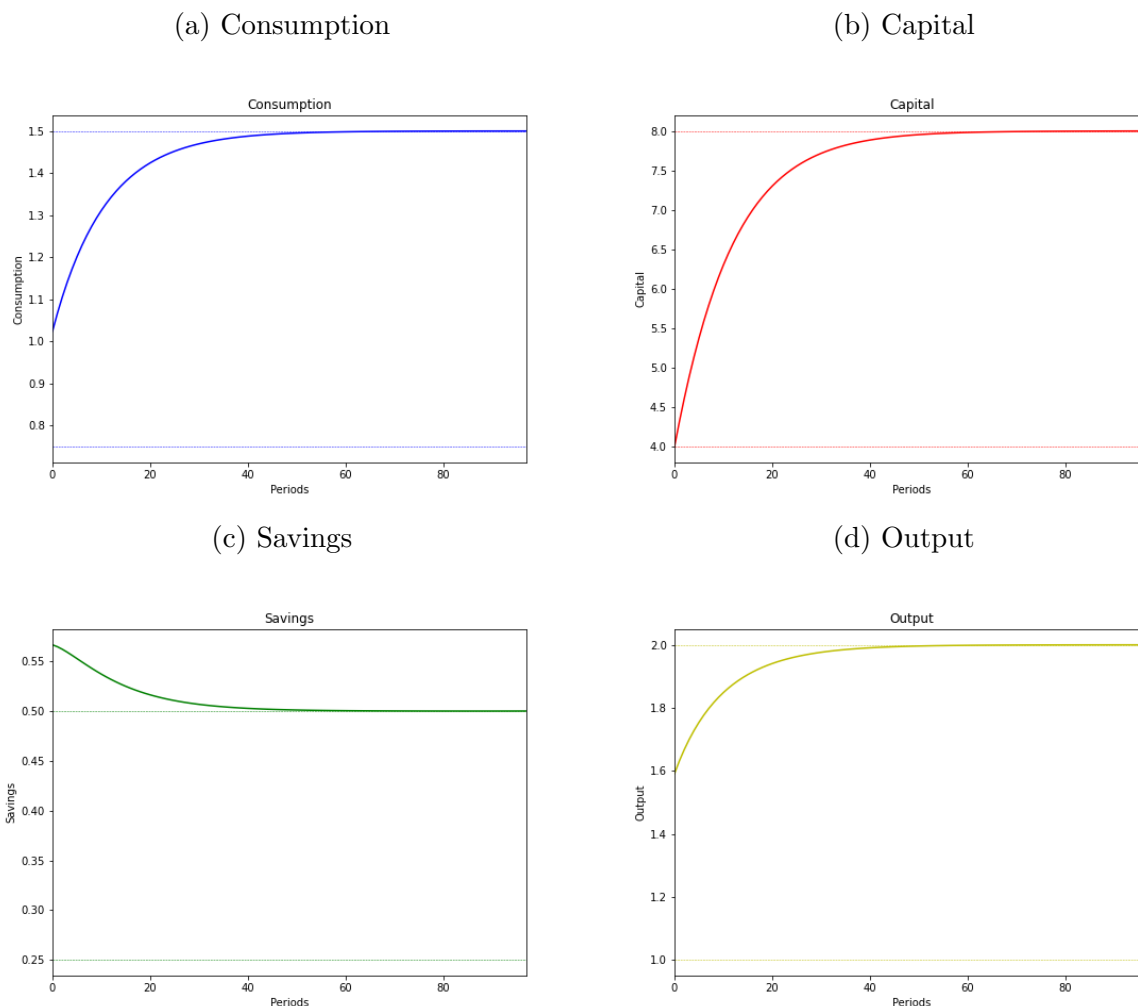 (a) Consumption
Consumption
Consumption
1.5
1.4
1.3
1.2
1.1
1.0
0.9
0.8
0 20 40 60 80
Periods
(b) Capital
Capital
Capital
8.0
7.5
7.0
6.5
6.0
5.5
5.0
4.5
4.0
0 20 40 60 80
Periods
(c) Savings
Savings
Savings
0.55
0.50
0.45
0.40
0.35
0.30
0.25
0 20 40 60 80
Periods
(d) Output
Output
Output
2.0
1.8
1.6
1.4
1.2
1.0
0 20 40 60 80
Periods